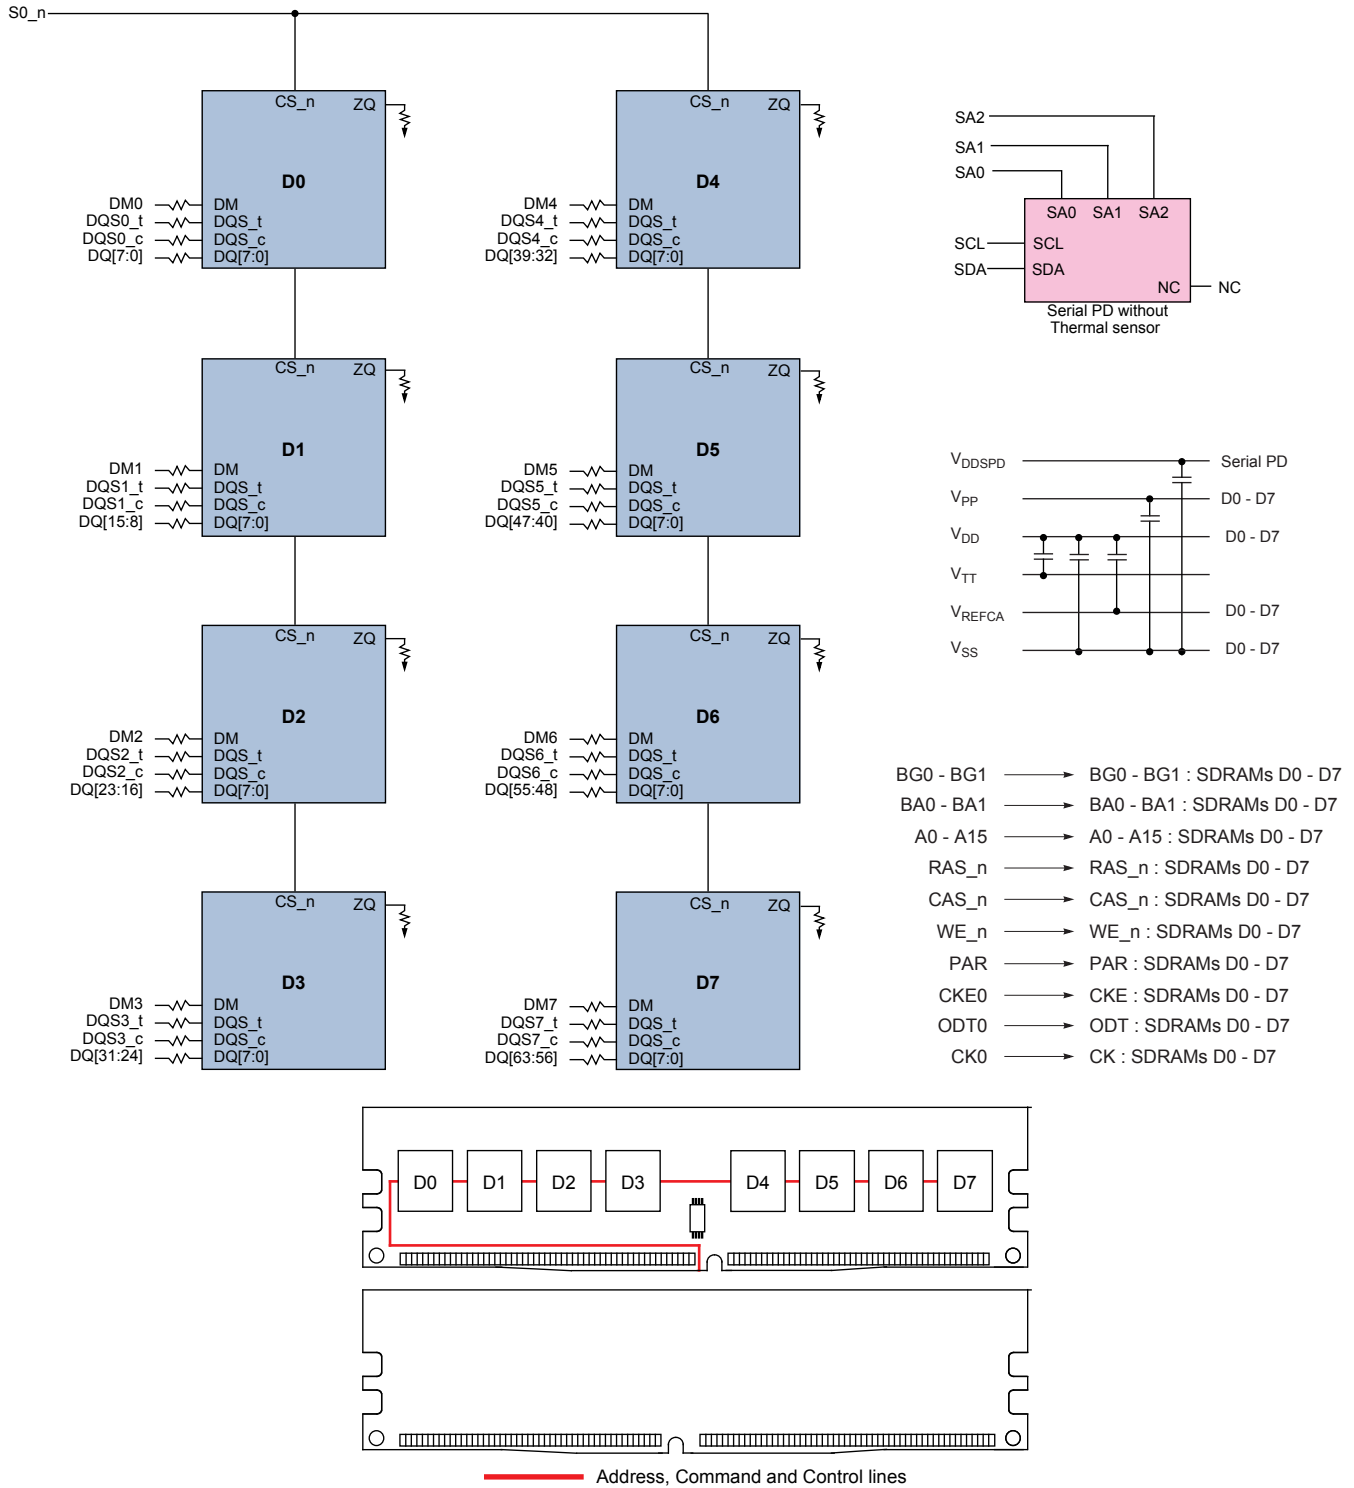 S0_n
CS_n ZQ
D0
DM0 DM
DQS0_t DQS_t
DQS0_c DQS_c
DQ[7:0] DQ[7:0]
CS_n ZQ
D4
DM4 DM
DQS4_t DQS_t
DQS4_c DQS_c
DQ[39:32] DQ[7:0]
CS_n ZQ
D1
DM1 DM
DQS1_t DQS_t
DQS1_c DQS_c
DQ[15:8] DQ[7:0]
CS_n ZQ
D5
DM5 DM
DQS5_t DQS_t
DQS5_c DQS_c
DQ[47:40] DQ[7:0]
CS_n ZQ
D2
DM2 DM
DQS2_t DQS_t
DQS2_c DQS_c
DQ[23:16] DQ[7:0]
CS_n ZQ
D6
DM6 DM
DQS6_t DQS_t
DQS6_c DQS_c
DQ[55:48] DQ[7:0]
CS_n ZQ
D3
DM3 DM
DQS3_t DQS_t
DQS3_c DQS_c
DQ[31:24] DQ[7:0]
CS_n ZQ
D7
DM7 DM
DQS7_t DQS_t
DQS7_c DQS_c
DQ[63:56] DQ[7:0]
SA2
SA1
SA0
SA0 SA1 SA2
SCL SCL
SDA SDA
NC NC
Serial PD without
Thermal sensor
VDDSPD Serial PD
VPP D0 - D7
VDD D0 - D7
VTT
VREFCA D0 - D7
VSS D0 - D7
BG0 - BG1 BG0 - BG1 : SDRAMs D0 - D7
BA0 - BA1 BA0 - BA1 : SDRAMs D0 - D7
A0 - A15 A0 - A15 : SDRAMs D0 - D7
RAS_n RAS_n : SDRAMs D0 - D7
CAS_n CAS_n : SDRAMs D0 - D7
WE_n WE_n : SDRAMs D0 - D7
PAR PAR : SDRAMs D0 - D7
CKE0 CKE : SDRAMs D0 - D7
ODT0 ODT : SDRAMs D0 - D7
CK0 CK : SDRAMs D0 - D7
D0 D1 D2 D3 D4 D5 D6 D7
Address, Command and Control lines